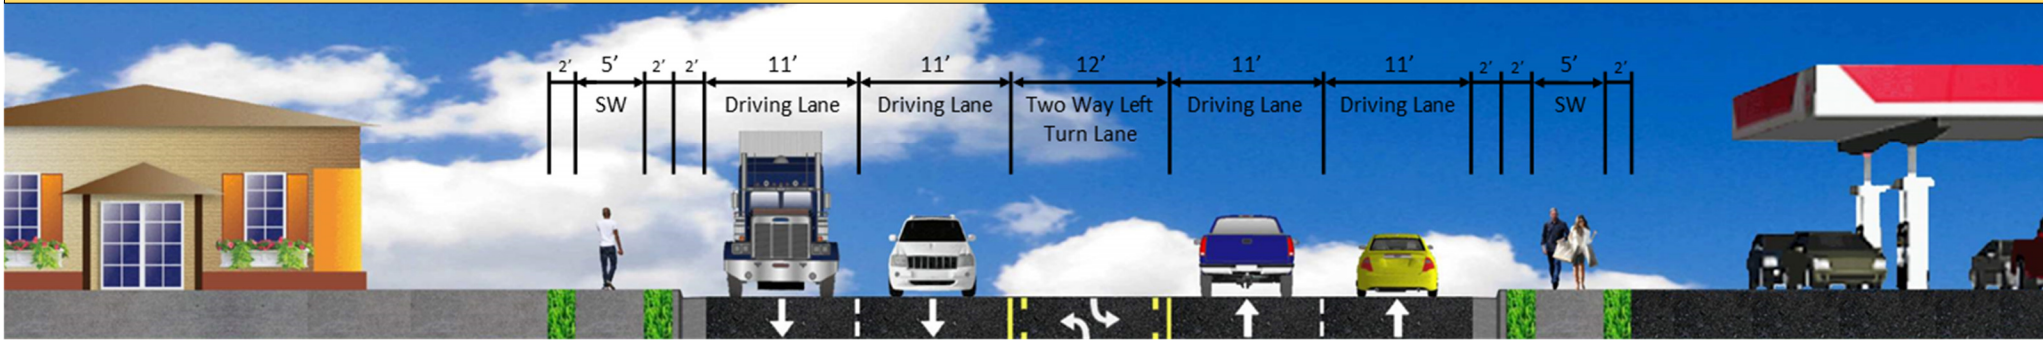 2’ 5’ 2’ 2’ 11’ 11’ 12’ 11’ 11’ 2’ 2’ 5’ 2’
SW Driving Lane Driving Lane Two Way Left Driving Lane Driving Lane SW
Turn Lane